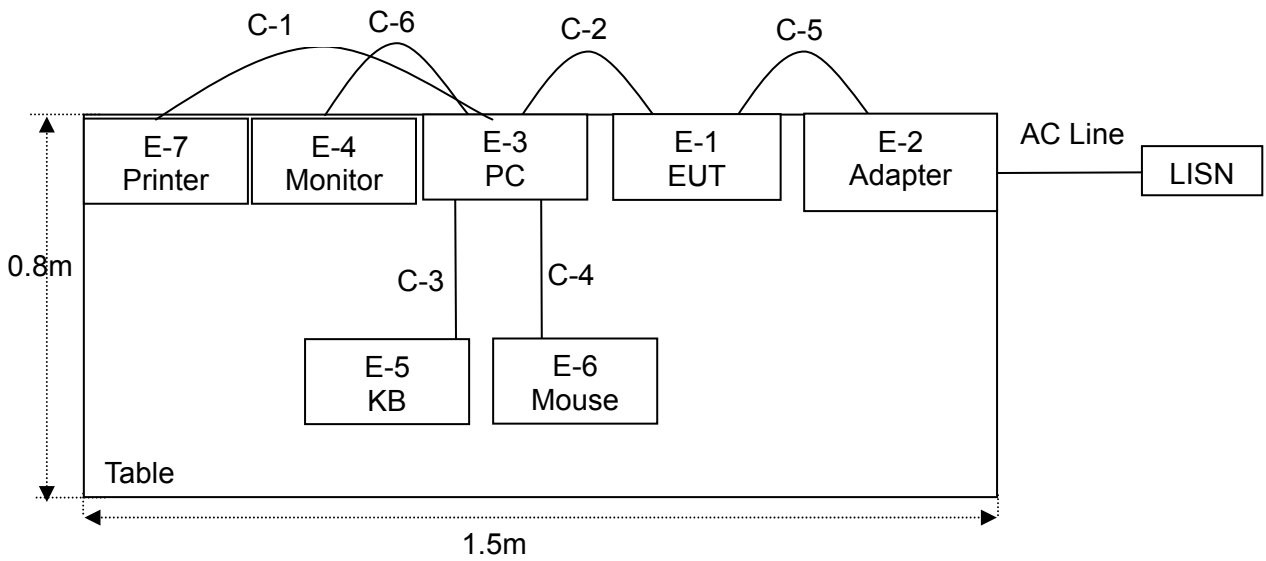 C-1
C-6
C-2
C-5
E-7
Printer
E-4
Monitor
E-3
PC
E-1
EUT
E-2
Adapter
AC Line
LISN
0.8m
C-3
C-4
E-5
KB
E-6
Mouse
Table
1.5m